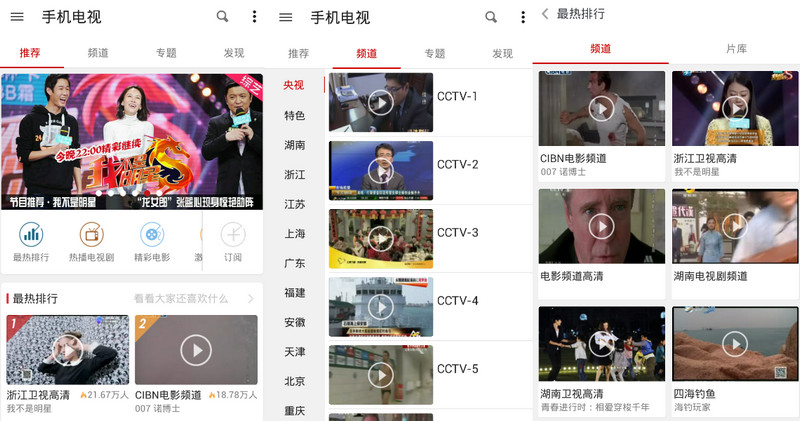 手机电视
推荐
频道
专题
发现
综艺
今晚22:00精彩继续
我不是明星
节目推荐·我不是明星
"龙女郎"张蓝心现身惊艳助阵
最热排行
热播电视剧
精彩电影
激
订阅
最热排行
看看大家还喜欢什么
1
2
浙江卫视高清
21.67万人
我不是明星
CIBN电影频道
18.78万人
007 诺博士
手机电视
推荐
频道
专题
发现
央视
特色
湖南
浙江
江苏
上海
广东
福建
安徽
天津
北京
重庆
CCTV-1
CCTV-2
CCTV-3
CCTV-4
CCTV-5
最热排行
频道
片库
CIBN电影频道
007 诺博士
浙江卫视高清
我不是明星
电影频道高清
湖南电视剧频道
湖南卫视高清
青春进行时：相爱穿梭千年
四海钓鱼
海钓玩家